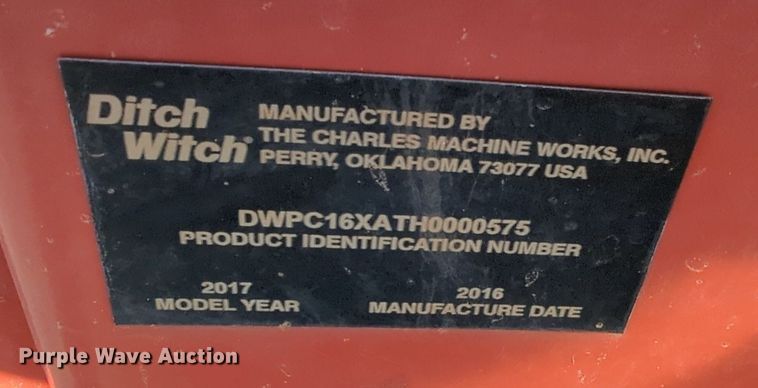 Ditch
Witch®
MANUFACTURED BY
THE CHARLES MACHINE WORKS, INC.
PERRY, OKLAHOMA 73077 USA
DWPC16XATH0000575
PRODUCT IDENTIFICATION NUMBER
2017
MODEL YEAR
2016
MANUFACTURE DATE
Purple Wave Auction